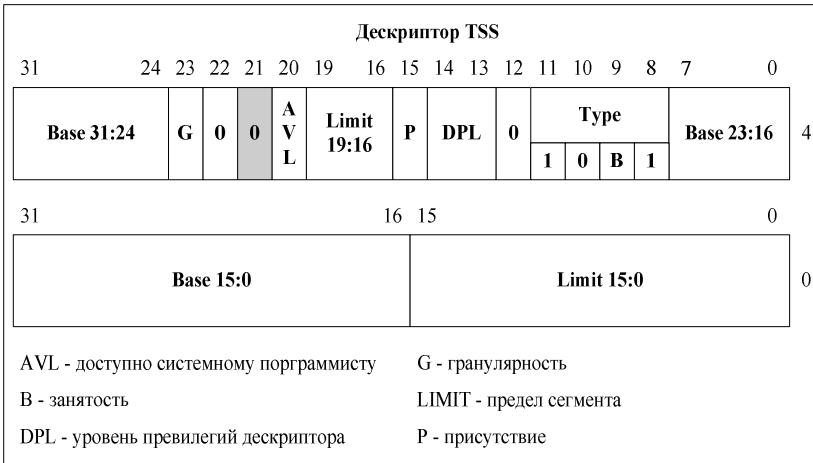 Дескриптор TSS
31 24 23 22 21 20 19 16 15 14 13 12 11 10 9 8 7 0
Base 31:24 G 0 0 A V L Limit 19:16 P DPL 0 Type Base 23:16 4
1 0 B 1
31 16 15 0
Base 15:0 Limit 15:0 0
AVL - доступно системному порграммисту G - гранулярность
B - занятость LIMIT - предел сегмента
DPL - уровень превилегий дескриптора P - присутствие